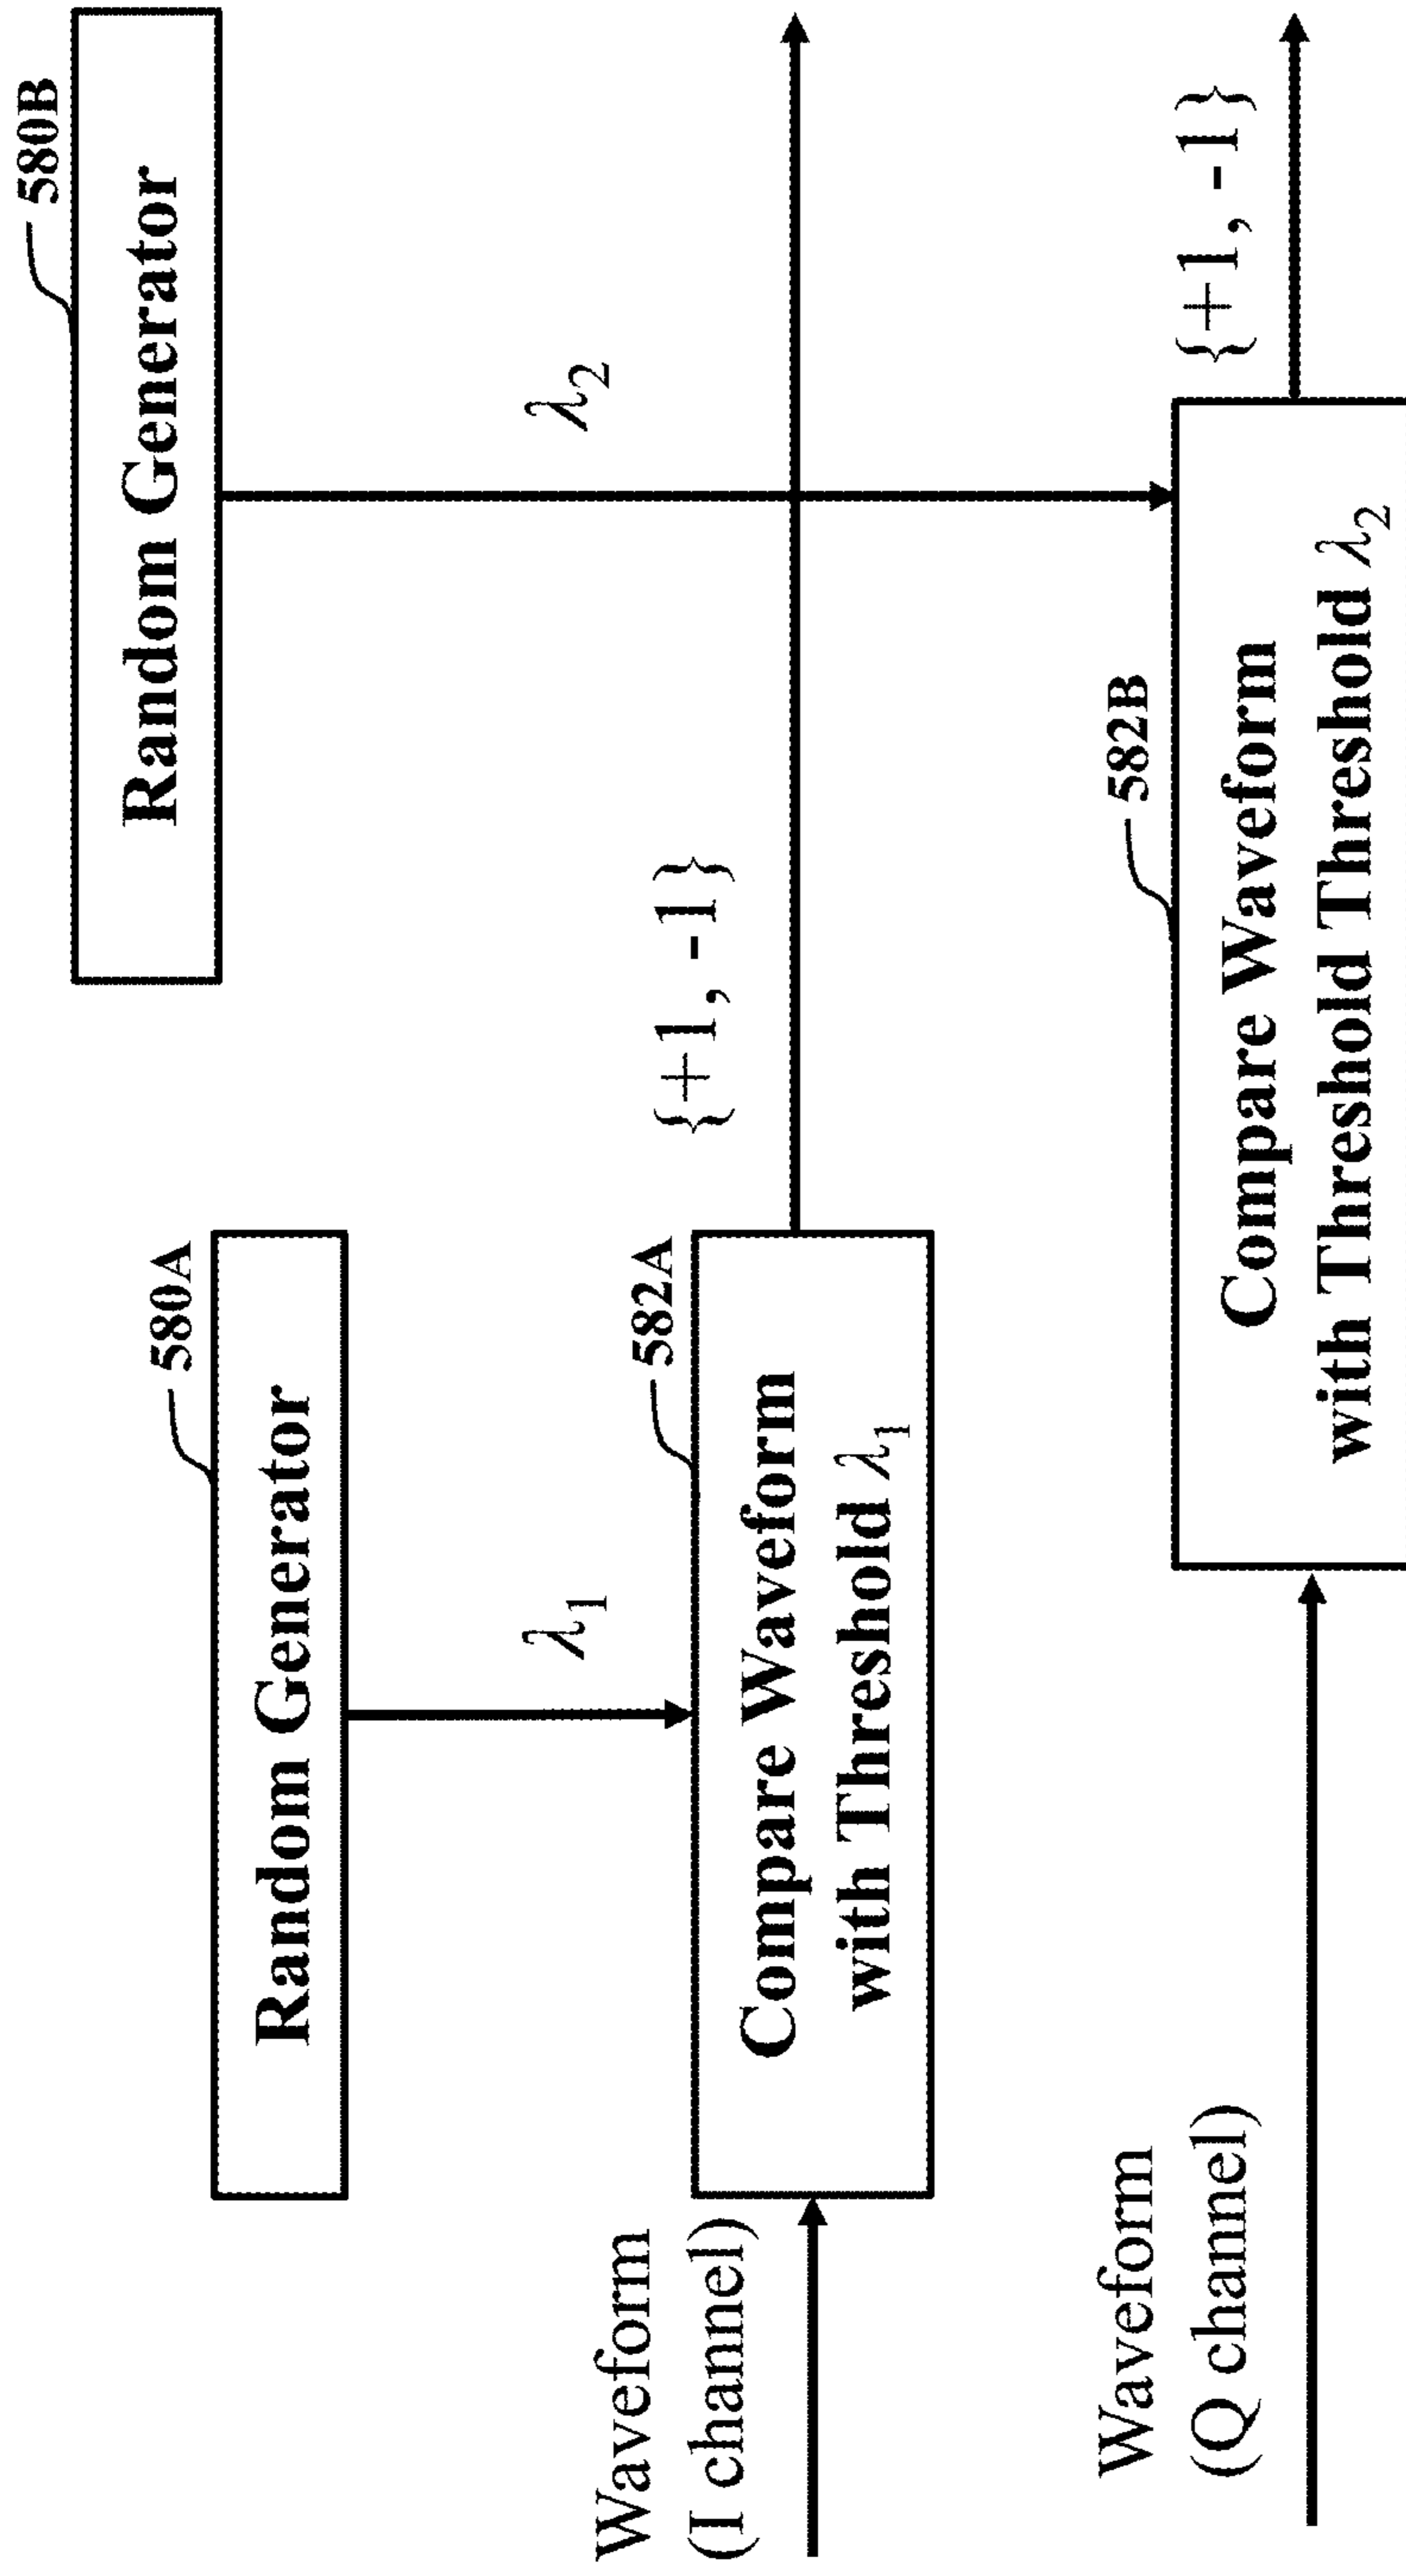 580B
Random Generator
580A
Random Generator
λ2
λ1
{+1, -1}
582A
Compare Waveform
with Threshold λ1
Waveform
(I channel)
{+1, -1}
582B
Compare Waveform
with Threshold Threshold λ2
Waveform
(Q channel)